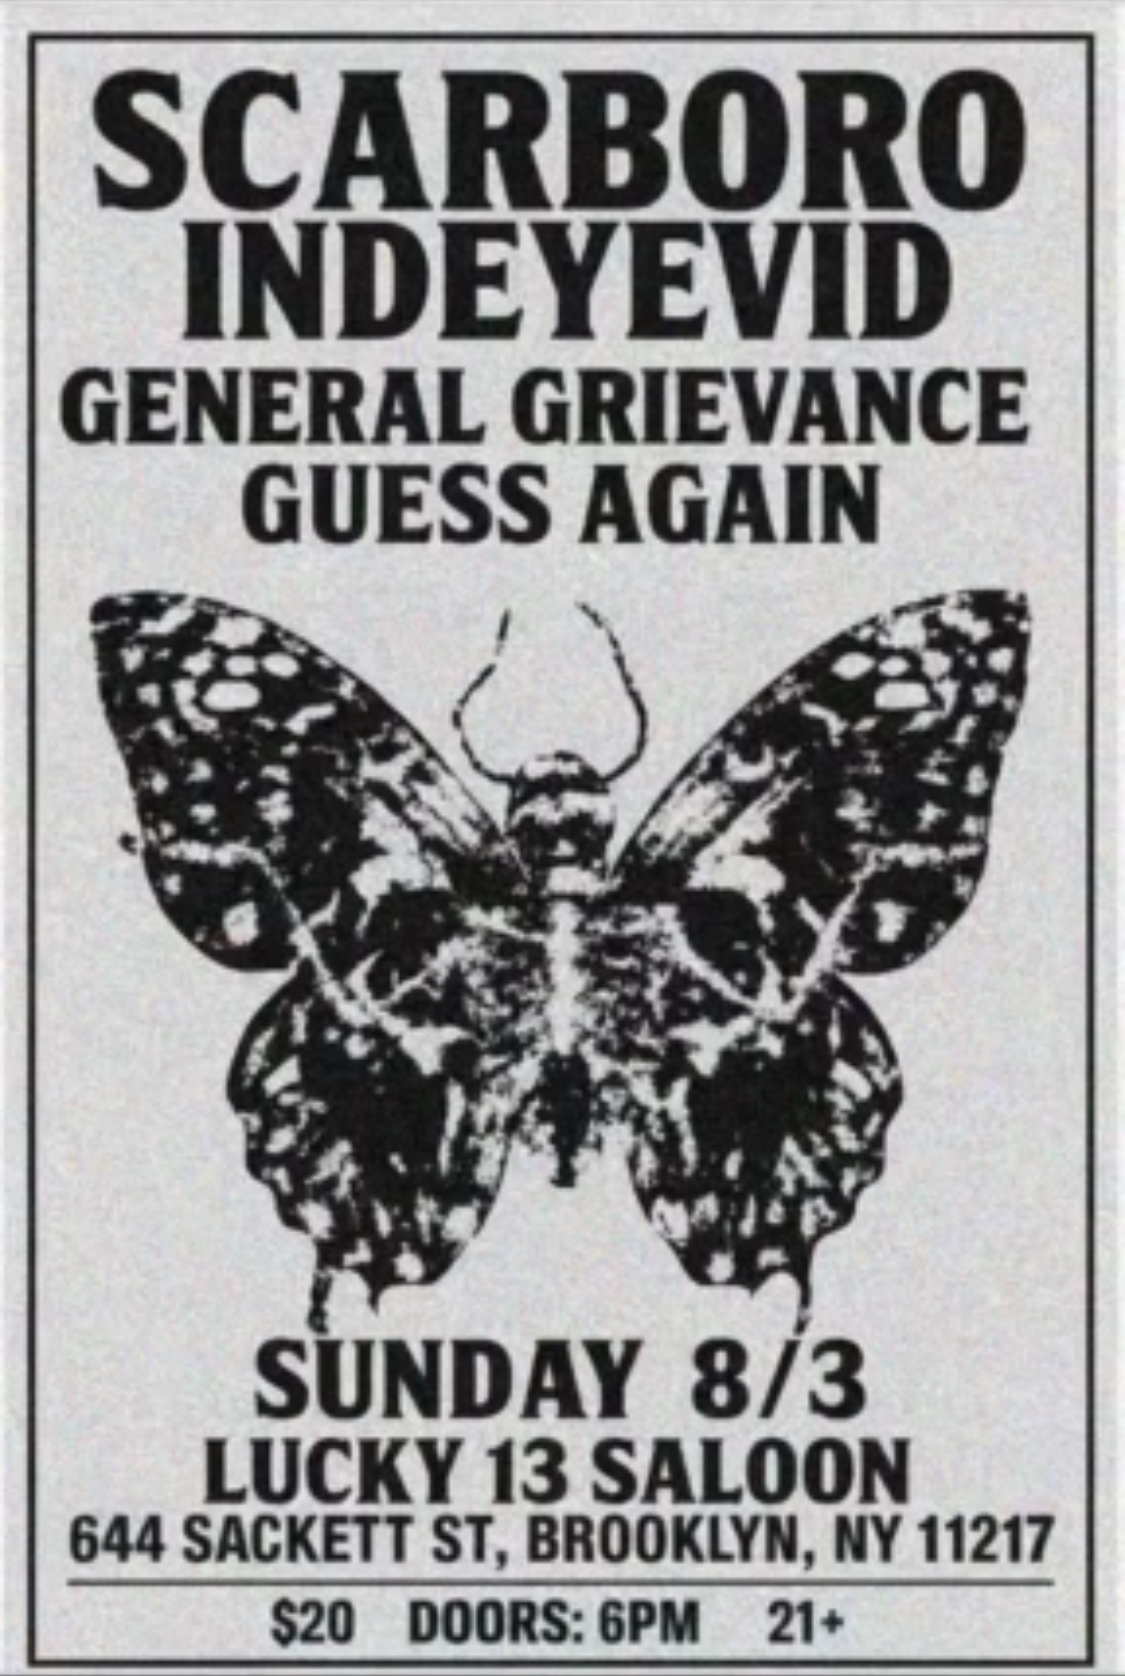 SCARBORO
INDEYEVID
GENERAL GRIEVANCE
GUESS AGAIN
SUNDAY 8/3
LUCKY 13 SALOON
644 SACKETT ST, BROOKLYN, NY 11217
$20 DOORS: 6PM 21+